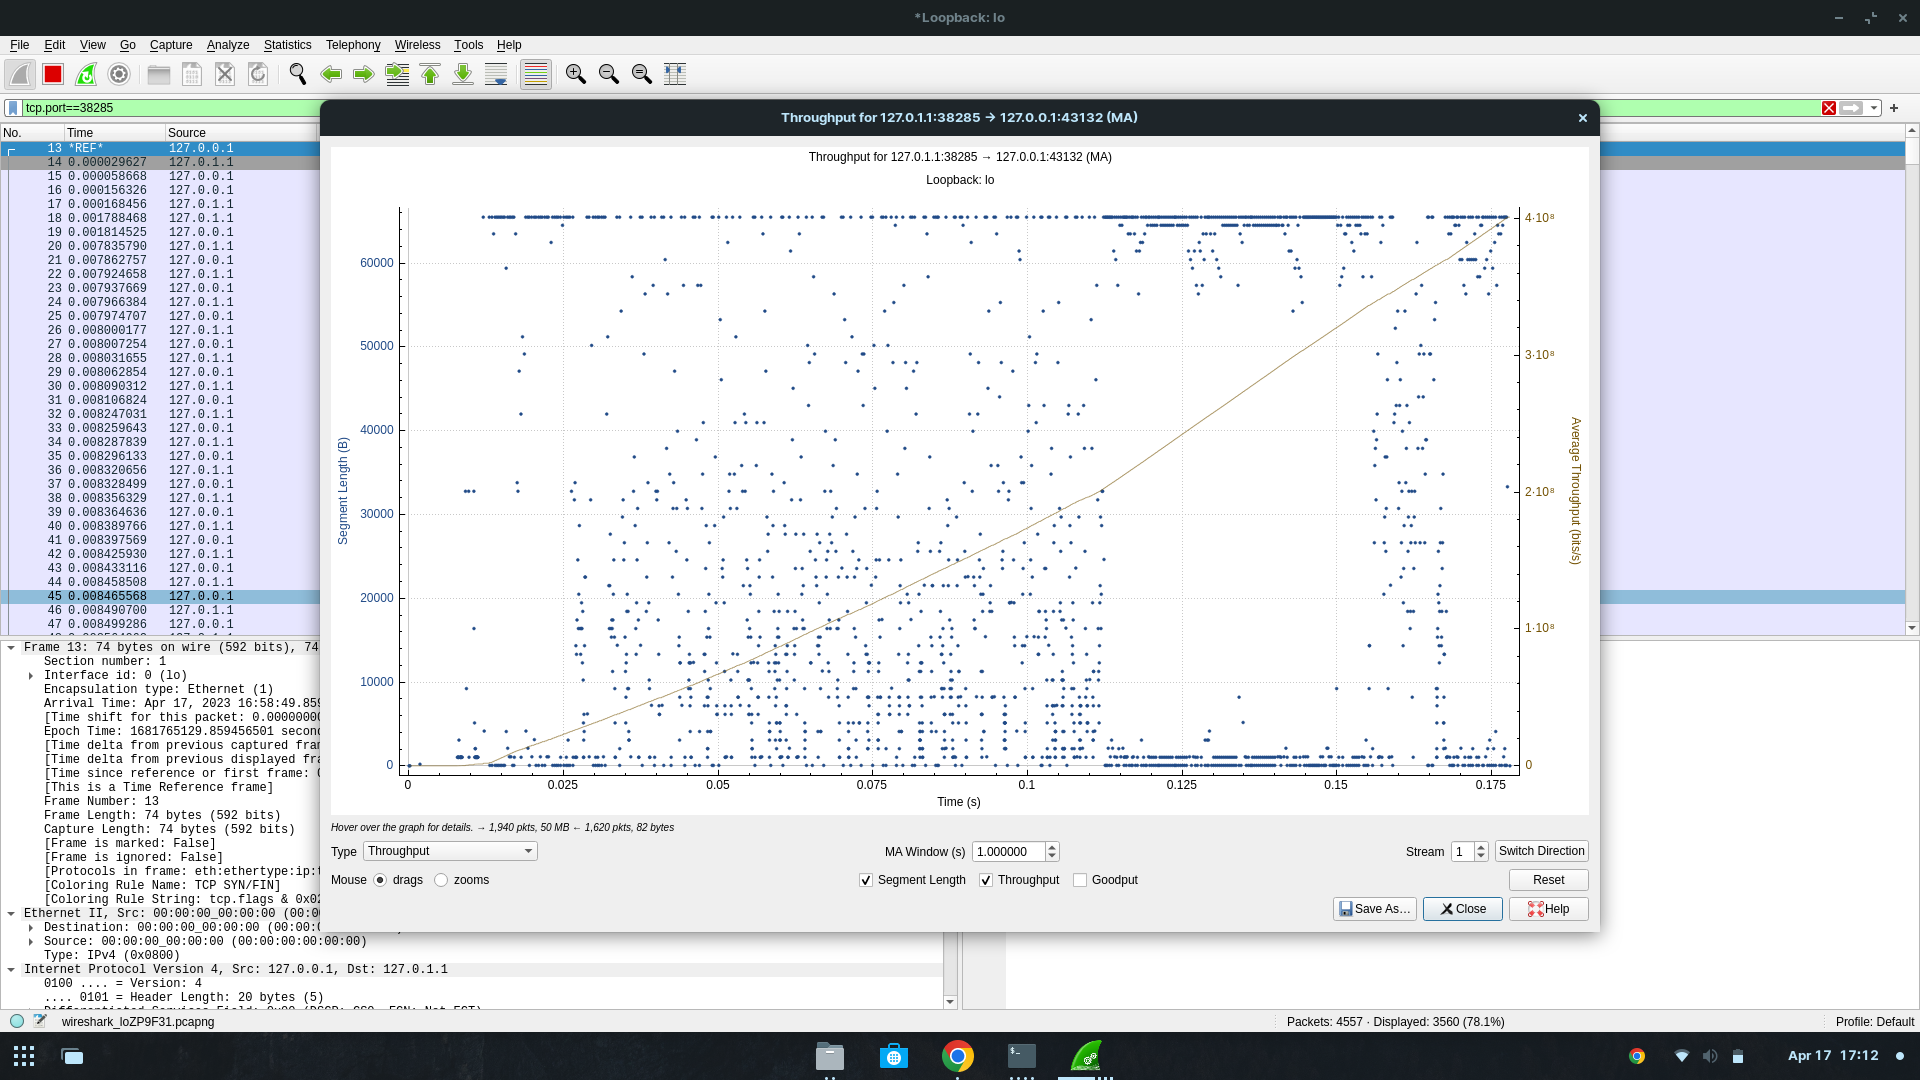 *Loopback: lo
File Edit View Go Capture Analyze Statistics Telephony Wireless Tools Help
tcp.port==38285
No. Time Source
13 *REF* 127.0.0.1
14 0.000029627 127.0.1.1
15 0.000058668 127.0.0.1
16 0.000156326 127.0.0.1
17 0.000168456 127.0.1.1
18 0.001788468 127.0.1.1
19 0.001814525 127.0.0.1
20 0.007835790 127.0.1.1
21 0.007862757 127.0.0.1
22 0.007924658 127.0.1.1
23 0.007937669 127.0.0.1
24 0.007966384 127.0.1.1
25 0.007974707 127.0.0.1
26 0.008000177 127.0.1.1
27 0.008007254 127.0.0.1
28 0.008031655 127.0.1.1
29 0.008062854 127.0.0.1
30 0.008090312 127.0.1.1
31 0.008106824 127.0.0.1
32 0.008247031 127.0.1.1
33 0.008259643 127.0.0.1
34 0.008287839 127.0.1.1
35 0.008296133 127.0.0.1
36 0.008320656 127.0.1.1
37 0.008328499 127.0.0.1
38 0.008356329 127.0.1.1
39 0.008364636 127.0.0.1
40 0.008389766 127.0.1.1
41 0.008397569 127.0.0.1
42 0.008425930 127.0.1.1
43 0.008433116 127.0.0.1
44 0.008458508 127.0.1.1
45 0.008465568 127.0.0.1
46 0.008490700 127.0.1.1
47 0.008499286 127.0.0.1
Throughput for 127.0.1.1:38285 → 127.0.0.1:43132 (MA)
Throughput for 127.0.1.1:38285 → 127.0.0.1:43132 (MA)
Loopback: lo
Segment Length (B)
60000
50000
40000
30000
20000
10000
0
4·10⁸
3·10⁸
2·10⁸
1·10⁸
0
Average Throughput (bits/s)
0 0.025 0.05 0.075 0.1 0.125 0.15 0.175
Time (s)
Hover over the graph for details. → 1,940 pkts, 50 MB ← 1,620 pkts, 82 bytes
Type Throughput MA Window (s) 1.000000 Stream 1 Switch Direction
Mouse drags zooms Segment Length Throughput Goodput Reset
Save As… Close Help
Frame 13: 74 bytes on wire (592 bits), 74
Section number: 1
Interface id: 0 (lo)
Encapsulation type: Ethernet (1)
Arrival Time: Apr 17, 2023 16:58:49.859
[Time shift for this packet: 0.00000000
Epoch Time: 1681765129.859456501 second
[Time delta from previous captured fram
[Time delta from previous displayed fra
[Time since reference or first frame: 0
[This is a Time Reference frame]
Frame Number: 13
Frame Length: 74 bytes (592 bits)
Capture Length: 74 bytes (592 bits)
[Frame is marked: False]
[Frame is ignored: False]
[Protocols in frame: eth:ethertype:ip:t
[Coloring Rule Name: TCP SYN/FIN]
[Coloring Rule String: tcp.flags & 0x02
Ethernet II, Src: 00:00:00_00:00:00 (00:00
Destination: 00:00:00_00:00:00 (00:00:0
Source: 00:00:00_00:00:00 (00:00:00:00:00:00)
Type: IPv4 (0x0800)
Internet Protocol Version 4, Src: 127.0.0.1, Dst: 127.0.1.1
0100 .... = Version: 4
.... 0101 = Header Length: 20 bytes (5)
wireshark_loZP9F31.pcapng Packets: 4557 · Displayed: 3560 (78.1%) Profile: Default
Apr 17 17:12